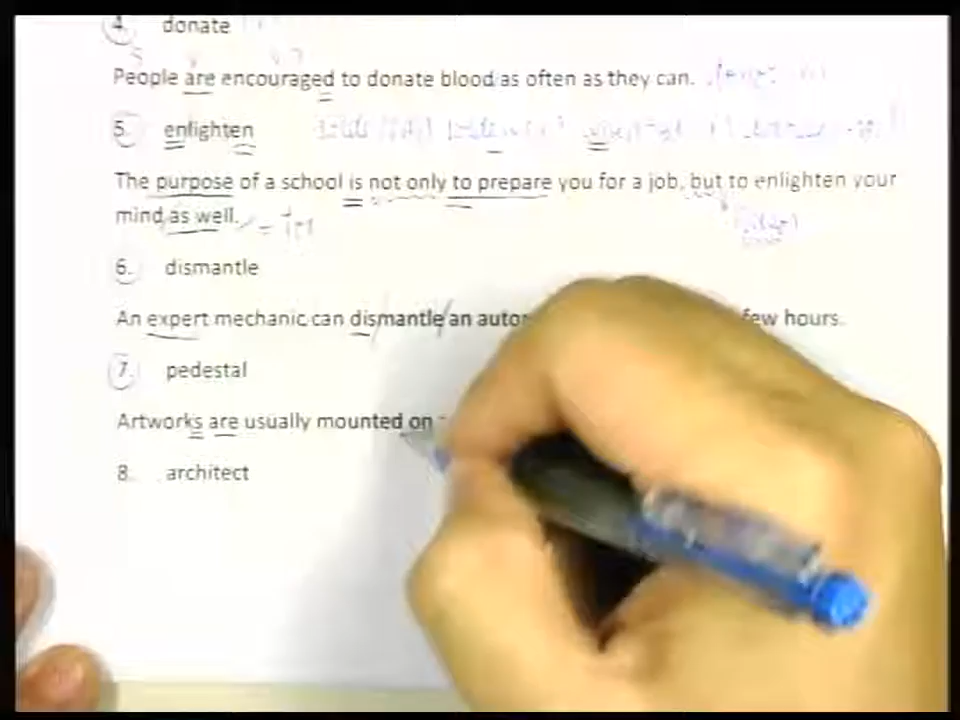 4. donate
People are encouraged to donate blood as often as they can.
5. enlighten
The purpose of a school is not only to prepare you for a job, but to enlighten your
mind as well.
6. dismantle
An expert mechanic can dismantle an few hours.
7. pedestal
Artworks are usually mounted on
8. architect